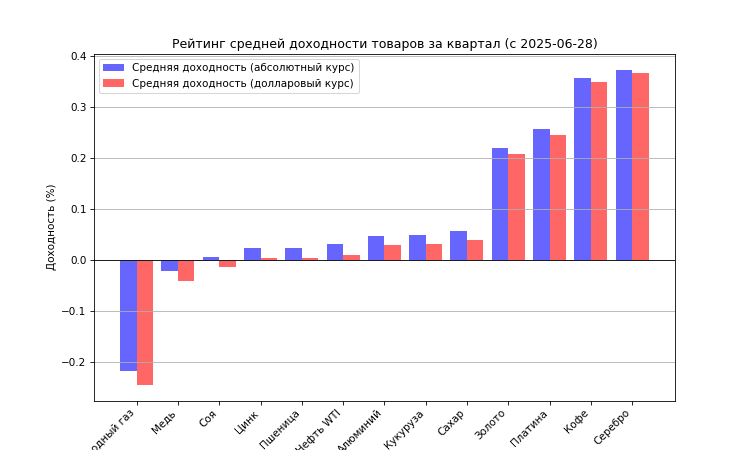 Рейтинг средней доходности товаров за квартал (с 2025-06-28)
Средняя доходность (абсолютный курс)
Средняя доходность (долларовый курс)
Доходность (%)
0.4
0.3
0.2
0.1
0.0
−0.1
−0.2
одный газ
Медь
Соя
Цинк
Пшеница
Нефть WTI
Алюминий
Кукуруза
Сахар
Золото
Платина
Кофе
Серебро